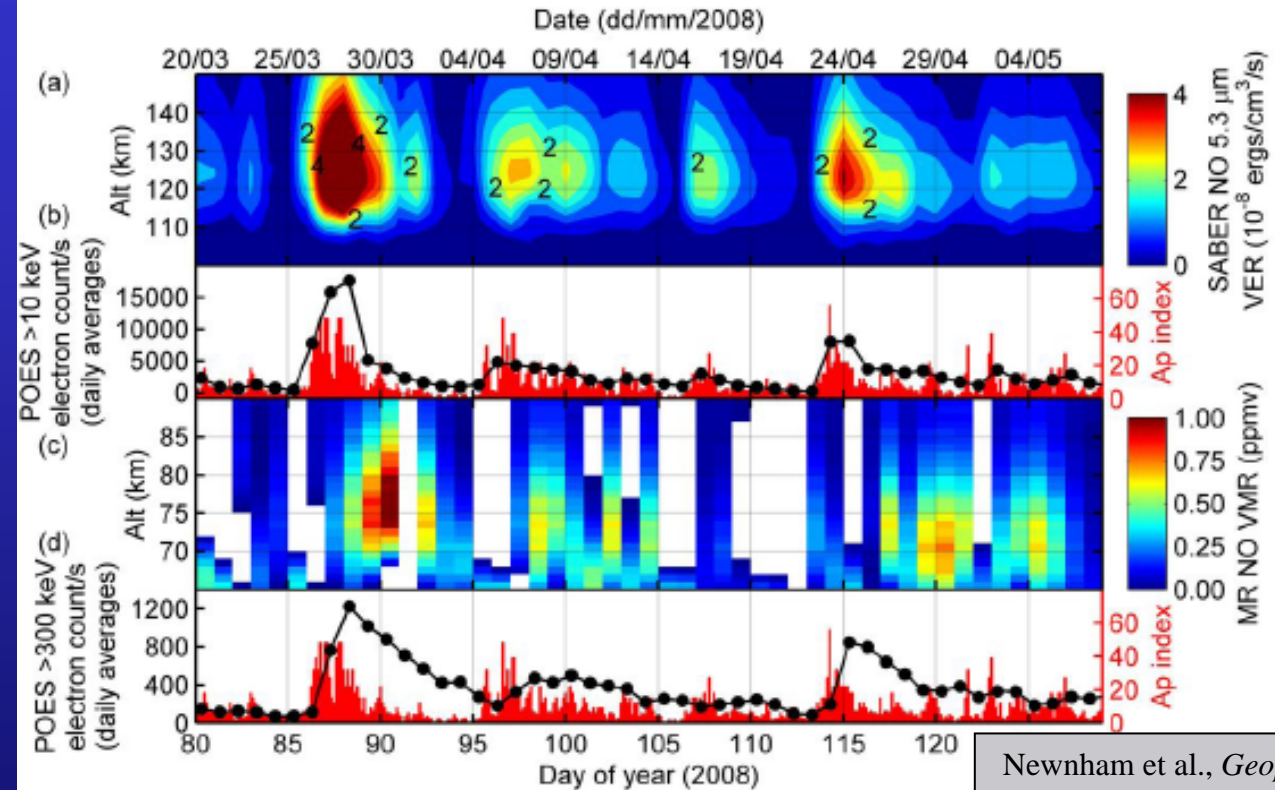 Date (dd/mm/2008)
20/03 25/03 30/03 04/04 09/04 14/04 19/04 24/04 29/04 04/05
(a)
Alt (km)
140
130
120
110
2 4 4 2 2 2
2 2 2 2
2
2 2 2
4
2
0
SABER NO 5.3 μm
VER (10⁻⁸ ergs/cm³/s)
(b)
POES >10 keV
electron count/s
(daily averages)
15000
10000
5000
0
60
40
20
0
Ap index
(c)
Alt (km)
85
80
75
70
1.00
0.75
0.50
0.25
0.00
MR NO VMR (ppmv)
(d)
POES >300 keV
electron count/s
(daily averages)
1200
800
400
0
60
40
20
0
Ap index
80 85 90 95 100 105 110 115 120
Day of year (2008)
Newnham et al.,